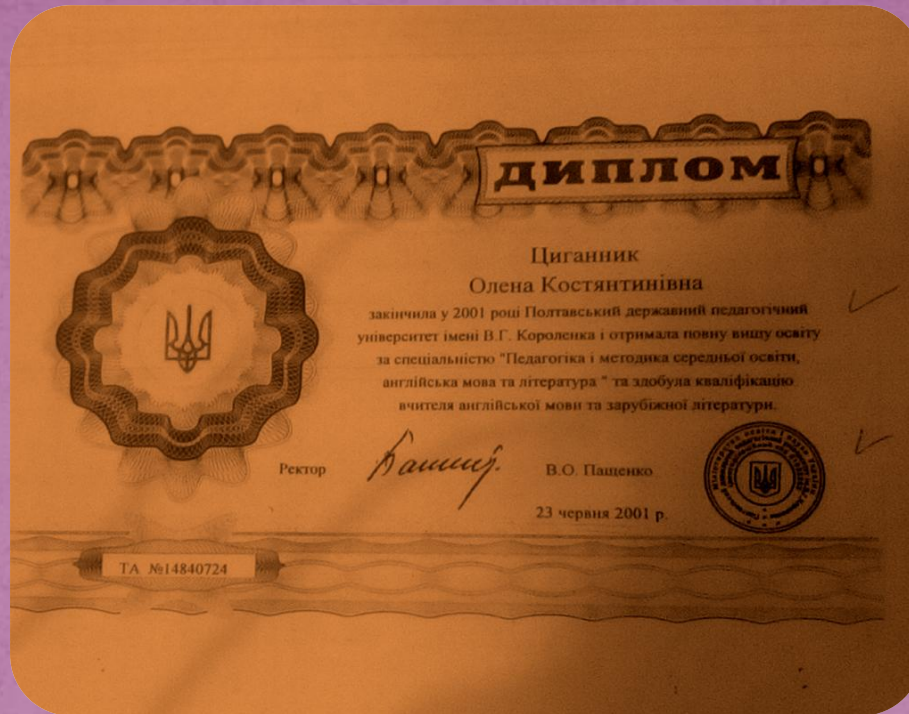 ДИПЛОМ
Циганник
Олена Костянтинівна
закінчила у 2001 році Полтавський державний педагогічний
університет імені В.Г. Короленка і отримала повну вищу освіту
за спеціальністю "Педагогіка і методика середньої освіти,
англійська мова та література " та здобула кваліфікацію
вчителя англійської мови та зарубіжної літератури.
Ректор
В.О. Пащенко
23 червня 2001 р.
ТА №14840724